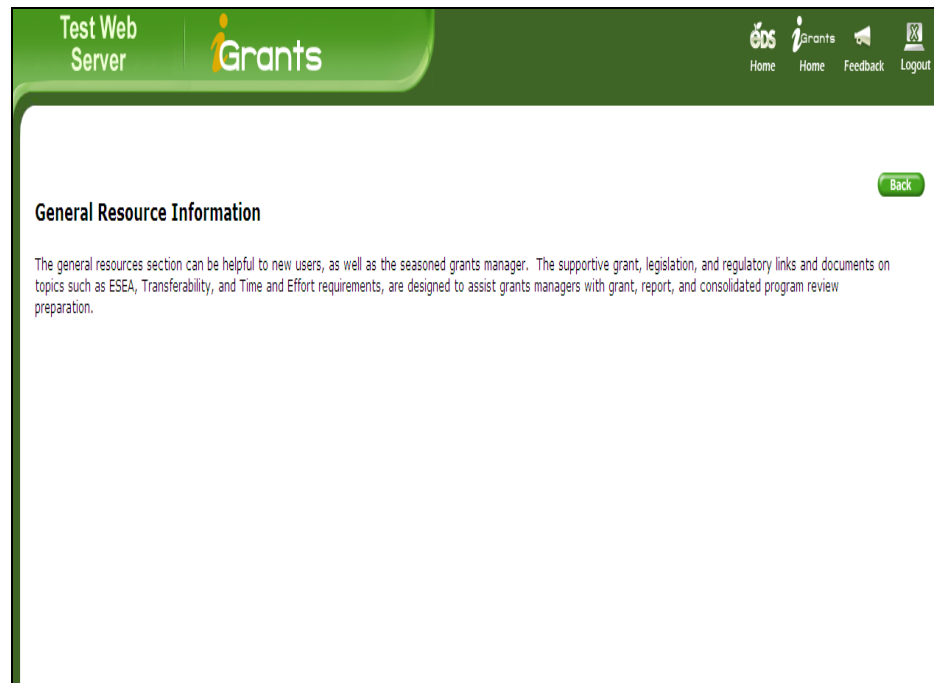 Test Web
Server
iGrants
EDS
Home
iGrants
Home
Feedback
Logout
Back
General Resource Information
The general resources section can be helpful to new users, as well as the seasoned grants manager.  The supportive grant, legislation, and regulatory links and documents on
topics such as ESEA, Transferability, and Time and Effort requirements, are designed to assist grants managers with grant, report, and consolidated program review
preparation.